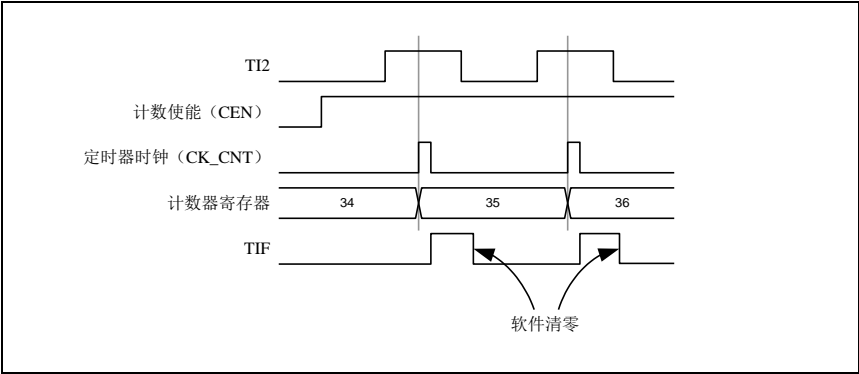 TI2
计数使能（CEN）
定时器时钟（CK_CNT）
计数器寄存器 34 35 36
TIF
软件清零